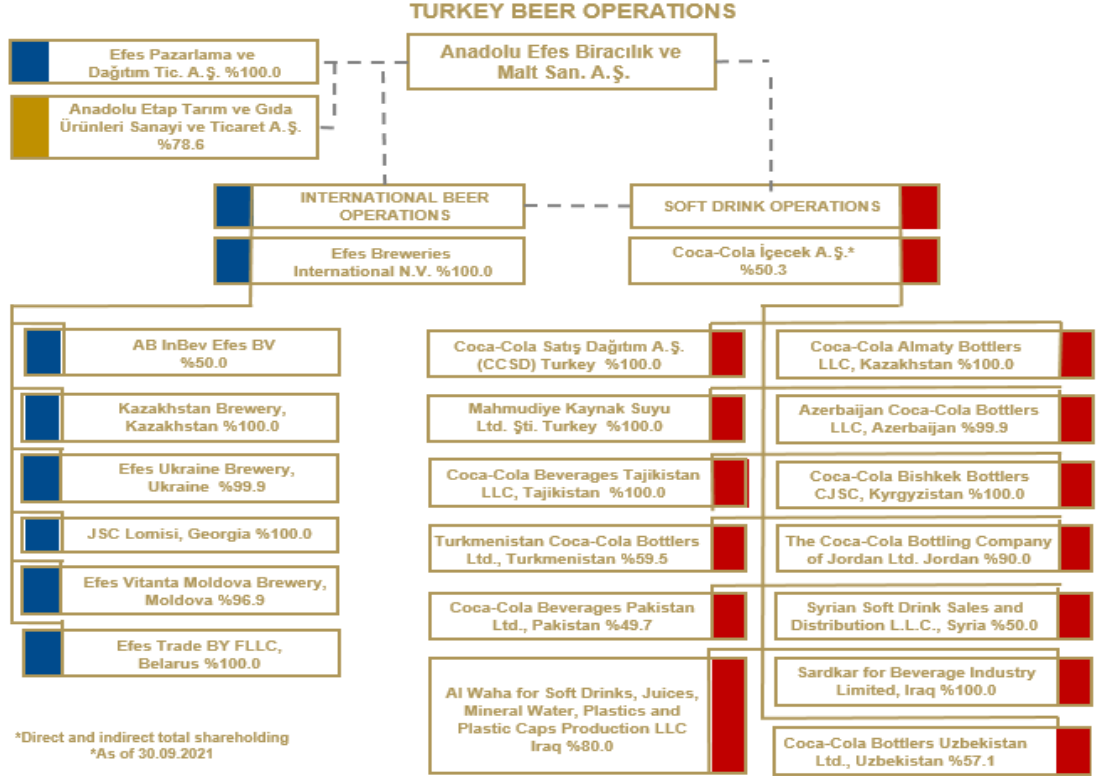 TURKEY BEER OPERATIONS
Anadolu Efes Biracılık ve
Malt San. A.Ş.
Efes Pazarlama ve
Dağıtım Tic. A.Ş. %100.0
Anadolu Etap Tarım ve Gıda
Ürünleri Sanayi ve Ticaret A.Ş.
%78.6
INTERNATIONAL BEER
OPERATIONS
Efes Breweries
International N.V. %100.0
SOFT DRINK OPERATIONS
Coca-Cola İçecek A.Ş.*
%50.3
AB InBev Efes BV
%50.0
Kazakhstan Brewery,
Kazakhstan %100.0
Efes Ukraine Brewery,
Ukraine %99.9
JSC Lomisi, Georgia %100.0
Efes Vitanta Moldova Brewery,
Moldova %96.9
Efes Trade BY FLLC,
Belarus %100.0
Coca-Cola Satış Dağıtım A.Ş.
(CCSD) Turkey %100.0
Mahmudiye Kaynak Suyu
Ltd. Şti. Turkey %100.0
Coca-Cola Beverages Tajikistan
LLC, Tajikistan %100.0
Turkmenistan Coca-Cola Bottlers
Ltd., Turkmenistan %59.5
Coca-Cola Beverages Pakistan
Ltd., Pakistan %49.7
Al Waha for Soft Drinks, Juices,
Mineral Water, Plastics and
Plastic Caps Production LLC
Iraq %80.0
Coca-Cola Almaty Bottlers
LLC, Kazakhstan %100.0
Azerbaijan Coca-Cola Bottlers
LLC, Azerbaijan %99.9
Coca-Cola Bishkek Bottlers
CJSC, Kyrgyzistan %100.0
The Coca-Cola Bottling Company
of Jordan Ltd. Jordan %90.0
Syrian Soft Drink Sales and
Distribution L.L.C., Syria %50.0
Sardkar for Beverage Industry
Limited, Iraq %100.0
Coca-Cola Bottlers Uzbekistan
Ltd., Uzbekistan %57.1
*Direct and indirect total shareholding
*As of 30.09.2021